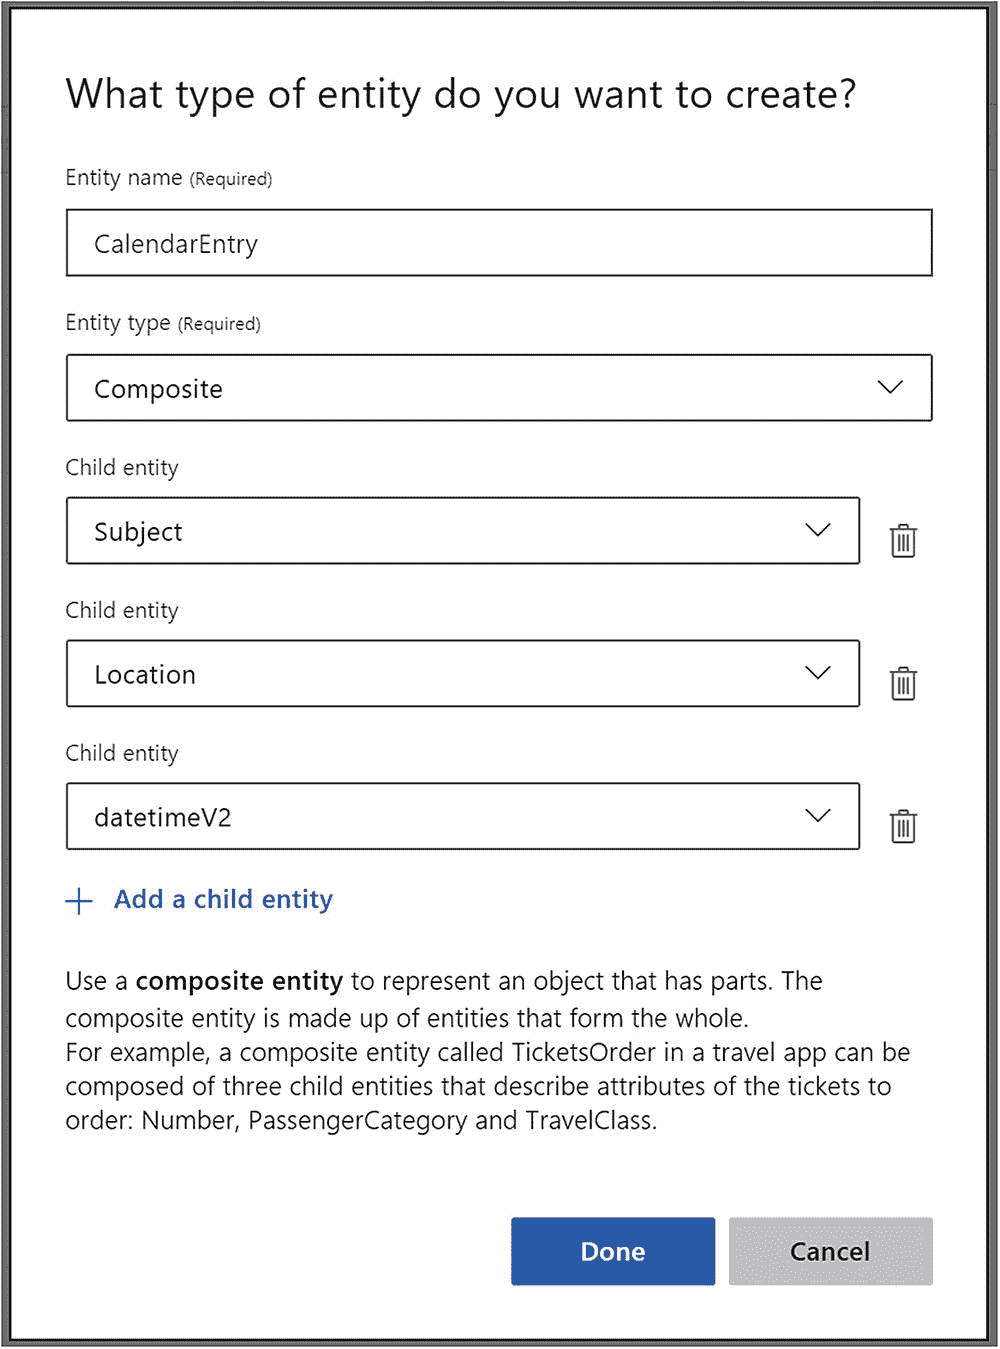 What type of entity do you want to create?
Entity name (Required)
CalendarEntry
Entity type (Required)
Composite
Child entity
Subject
Child entity
Location
Child entity
datetimeV2
+ Add a child entity
Use a composite entity to represent an object that has parts. The
composite entity is made up of entities that form the whole.
For example, a composite entity called TicketsOrder in a travel app can be
composed of three child entities that describe attributes of the tickets to
order: Number, PassengerCategory and TravelClass.
Done
Cancel